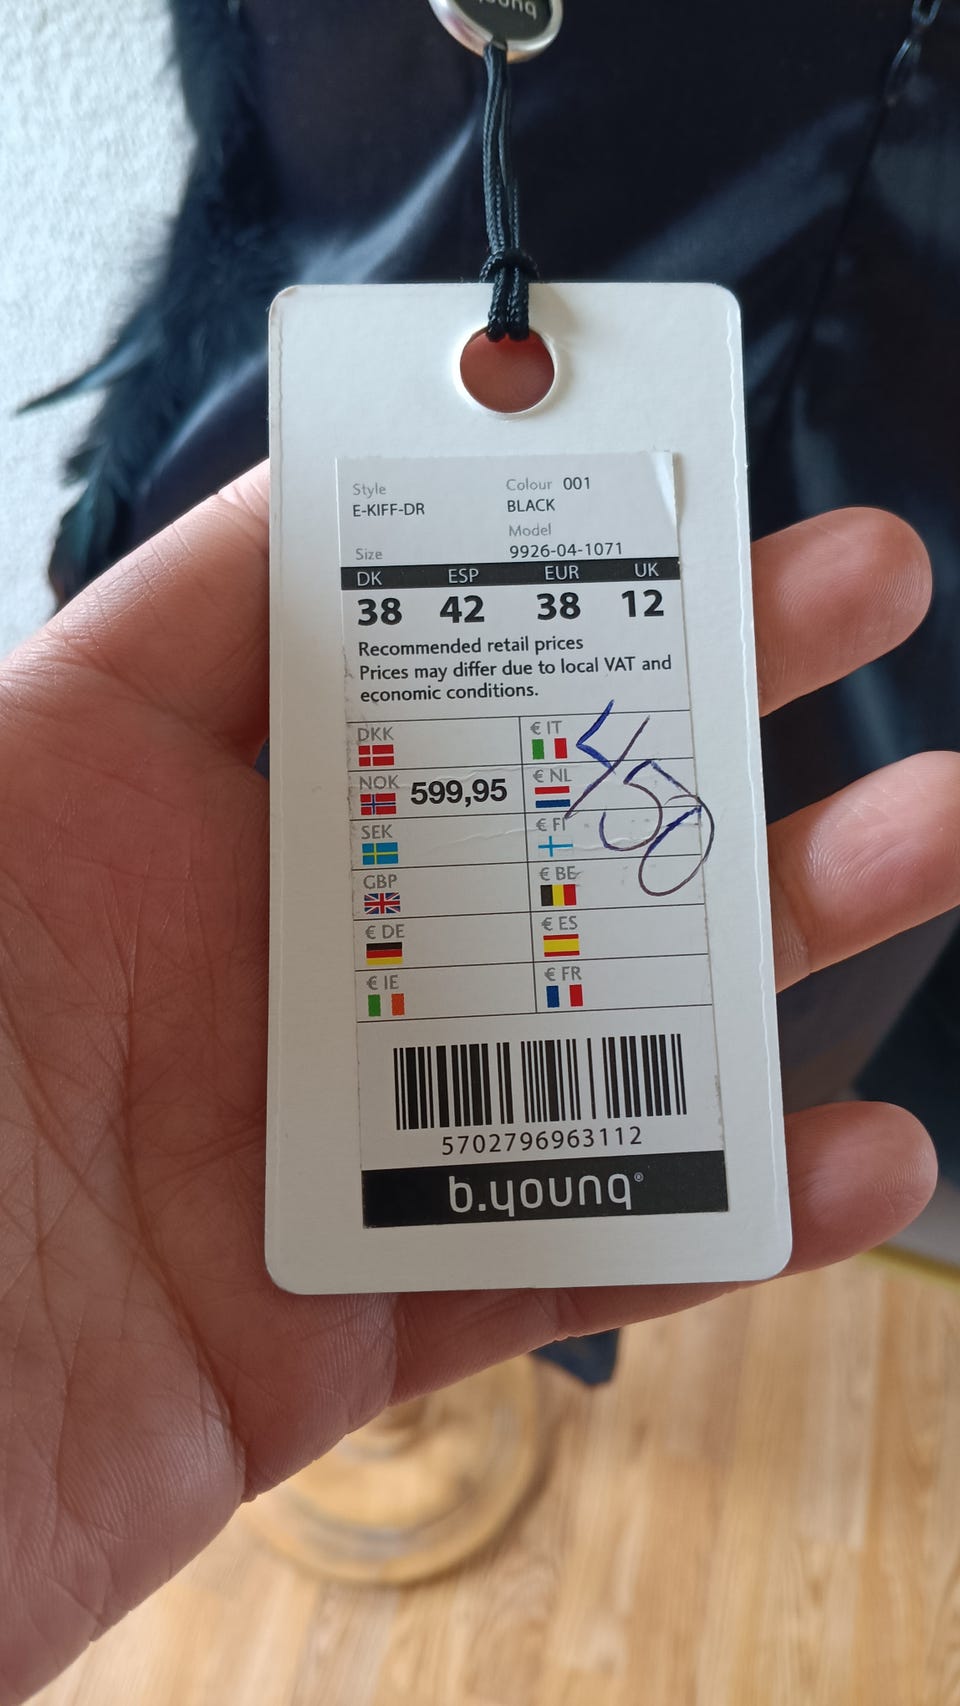 b.young
Style
E-KIFF-DR
Colour 001
BLACK
Model
9926-04-1071
Size
DK ESP EUR UK
38 42 38 12
Recommended retail prices
Prices may differ due to local VAT and
economic conditions.
DKK € IT
NOK 599,95 € NL
SEK € FI
GBP € BE
€ DE € ES
€ IE € FR
450
5702796963112
b.young®